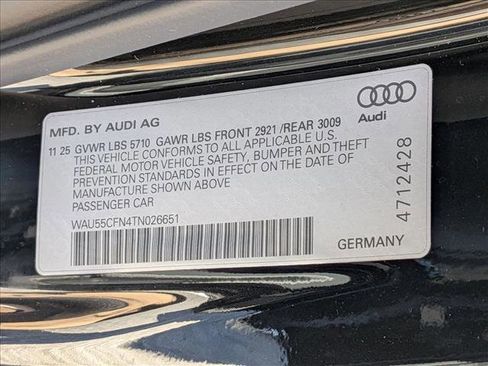 MFD. BY AUDI AG
11 25 GVWR LBS 5710 GAWR LBS FRONT 2921 /REAR 3009
THIS VEHICLE CONFORMS TO ALL APPLICABLE U.S.
FEDERAL MOTOR VEHICLE SAFETY, BUMPER AND THEFT
PREVENTION STANDARDS IN EFFECT ON THE DATE OF
MANUFACTURE SHOWN ABOVE
PASSENGER CAR
WAU55CFN4TN026651
Audi
4712428
GERMANY